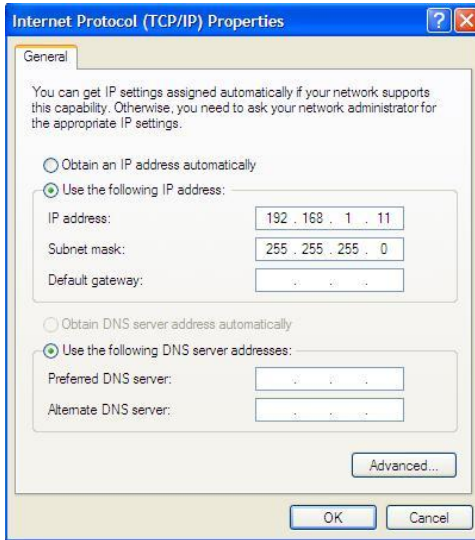 Internet Protocol (TCP/IP) Properties
General
You can get IP settings assigned automatically if your network supports
this capability. Otherwise, you need to ask your network administrator for
the appropriate IP settings.
Obtain an IP address automatically
Use the following IP address:
IP address: 192 . 168 . 1 . 11
Subnet mask: 255 . 255 . 255 . 0
Default gateway: . . .
Obtain DNS server address automatically
Use the following DNS server addresses:
Preferred DNS server: . . .
Alternate DNS server: . . .
Advanced...
OK Cancel